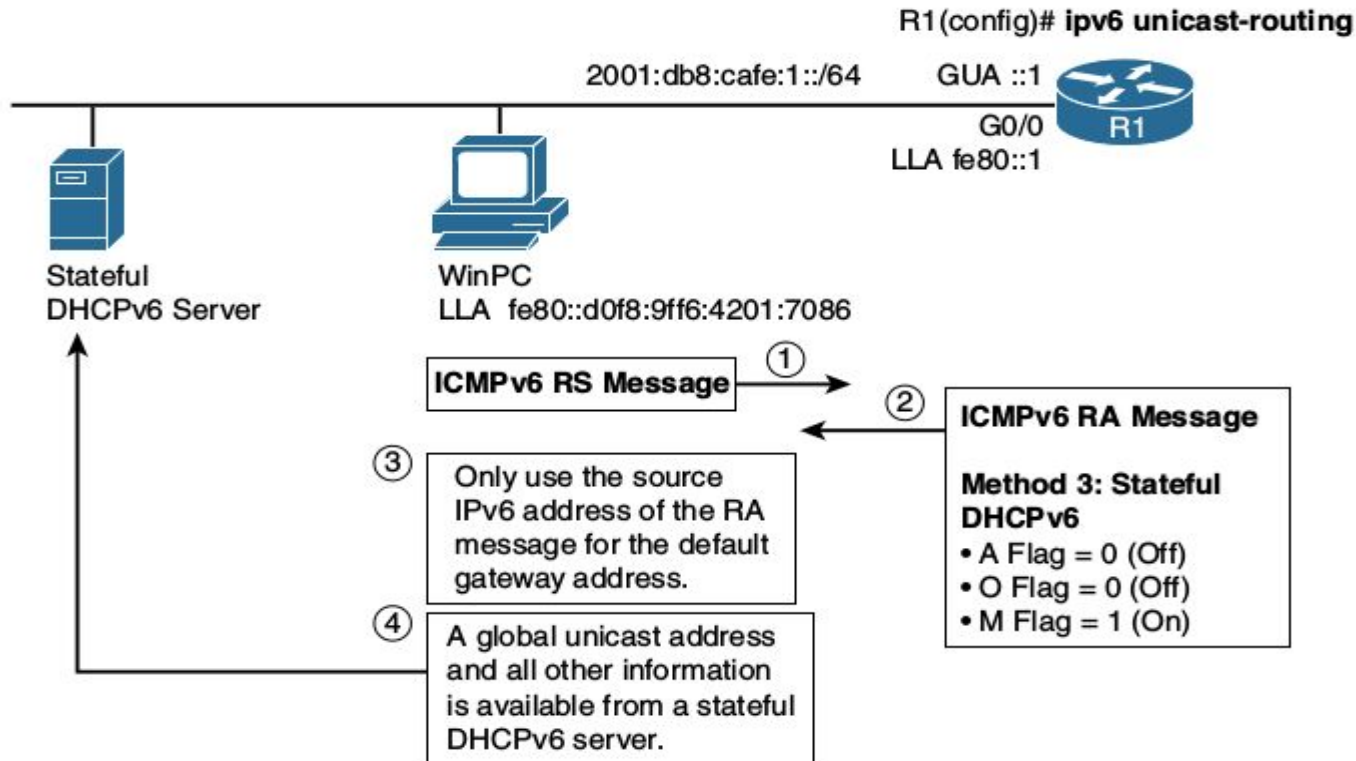 R1(config)# ipv6 unicast-routing
2001:db8:cafe:1::/64
GUA ::1
G0/0
R1
LLA fe80::1
Stateful
DHCPv6 Server
WinPC
LLA fe80::d0f8:9ff6:4201:7086
ICMPv6 RS Message
1
2
ICMPv6 RA Message
Method 3: Stateful
DHCPv6
• A Flag = 0 (Off)
• O Flag = 0 (Off)
• M Flag = 1 (On)
3
Only use the source
IPv6 address of the RA
message for the default
gateway address.
4
A global unicast address
and all other information
is available from a stateful
DHCPv6 server.